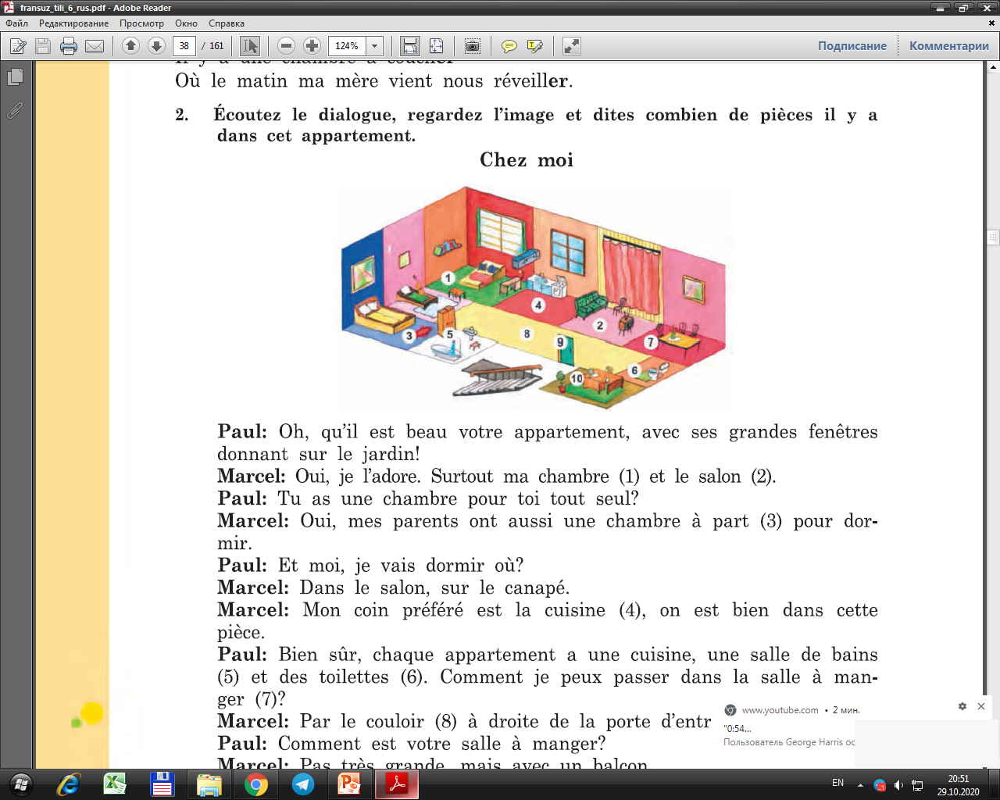 fransuz_tili_6_rus.pdf - Adobe Reader
Файл Редактирование Просмотр Окно Справка
38 / 161 124% Подписание Комментарии
Il y a une chambre à coucher
Où le matin ma mère vient nous réveiller.
2. Écoutez le dialogue, regardez l’image et dites combien de pièces il y a
dans cet appartement.
Chez moi
1
4
2
3
5
8
9
7
6
10
Paul: Oh, qu’il est beau votre appartement, avec ses grandes fenêtres
donnant sur le jardin!
Marcel: Oui, je l’adore. Surtout ma chambre (1) et le salon (2).
Paul: Tu as une chambre pour toi tout seul?
Marcel: Oui, mes parents ont aussi une chambre à part (3) pour dor-
mir.
Paul: Et moi, je vais dormir où?
Marcel: Dans le salon, sur le canapé.
Marcel: Mon coin préféré est la cuisine (4), on est bien dans cette
pièce.
Paul: Bien sûr, chaque appartement a une cuisine, une salle de bains
(5) et des toilettes (6). Comment je peux passer dans la salle à man-
ger (7)?
Marcel: Par le couloir (8) à droite de la porte d’entr
Paul: Comment est votre salle à manger?
Marcel: Pas très grande, mais avec un balcon
www.youtube.com • 2 мин.
"0:54...
Пользователь George Harris ос
EN 20:51
29.10.2020